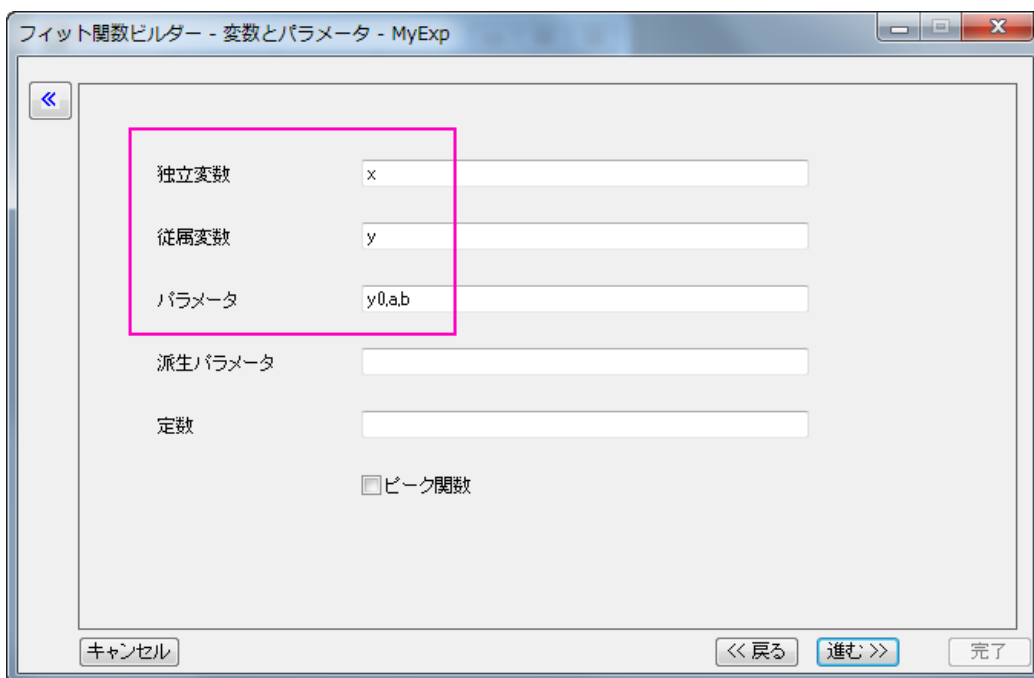 フィット関数ビルダー - 変数とパラメータ - MyExp
独立変数 x
従属変数 y
パラメータ y0,a,b
派生パラメータ
定数
ピーク関数
キャンセル << 戻る 進む >> 完了